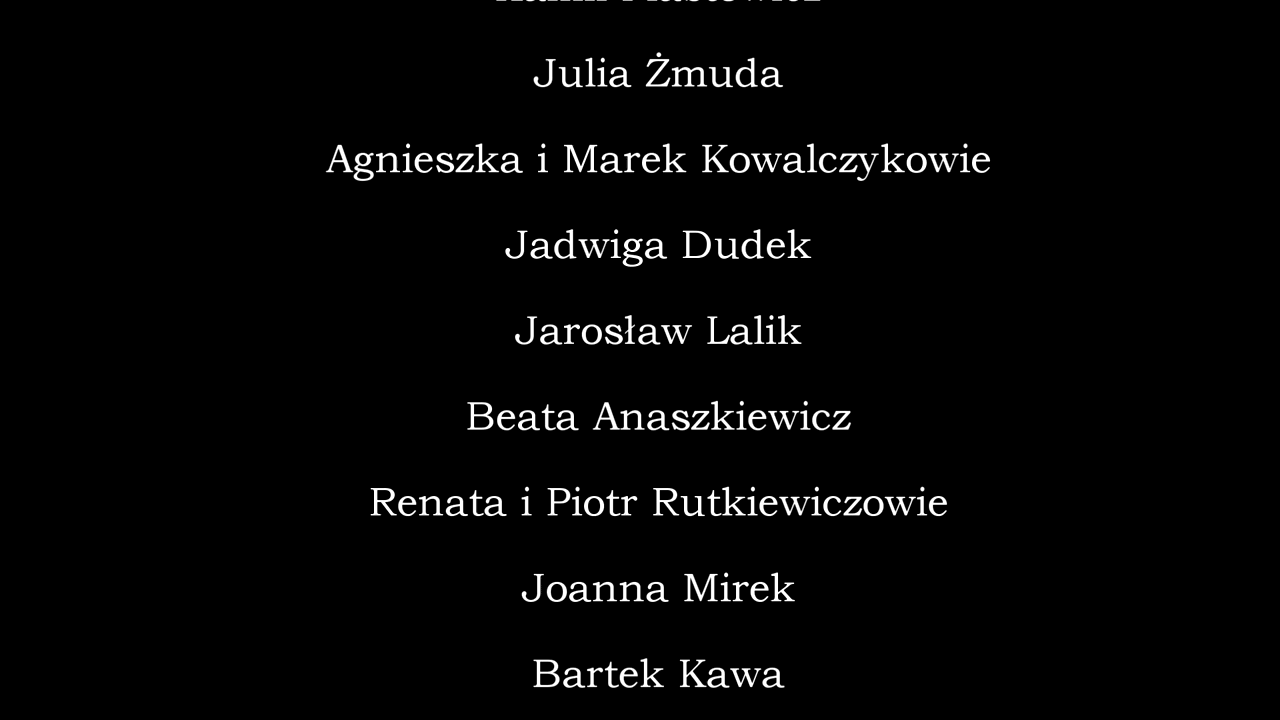 Julia Żmuda
Agnieszka i Marek Kowalczykowie
Jadwiga Dudek
Jarosław Lalik
Beata Anaszkiewicz
Renata i Piotr Rutkiewiczowie
Joanna Mirek
Bartek Kawa